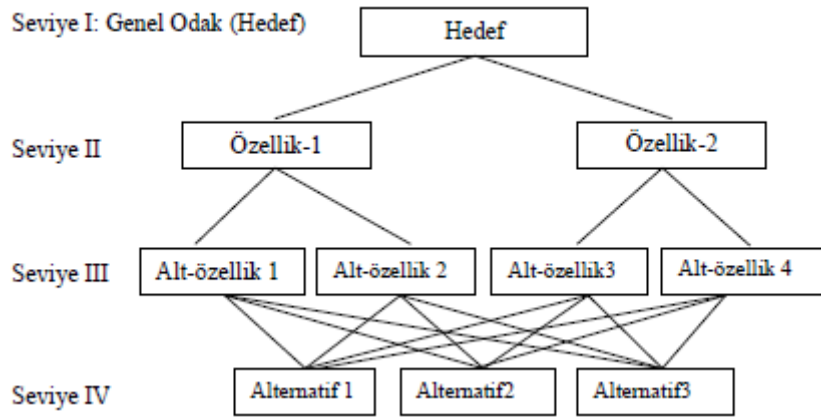 Seviye I: Genel Odak (Hedef)
Hedef
Seviye II
Özellik-1
Özellik-2
Seviye III
Alt-özellik 1
Alt-özellik 2
Alt-özellik3
Alt-özellik 4
Seviye IV
Alternatif 1
Alternatif2
Alternatif3